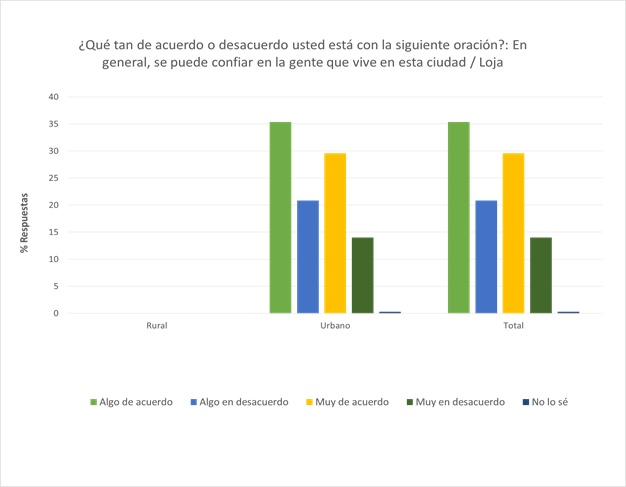 ¿Qué tan de acuerdo o desacuerdo usted está con la siguiente oración?: En
general, se puede confiar en la gente que vive en esta ciudad / Loja
40
35
30
25
20
15
10
5
0
% Respuestas
Rural Urbano Total
Algo de acuerdo Algo en desacuerdo Muy de acuerdo Muy en desacuerdo No lo sé